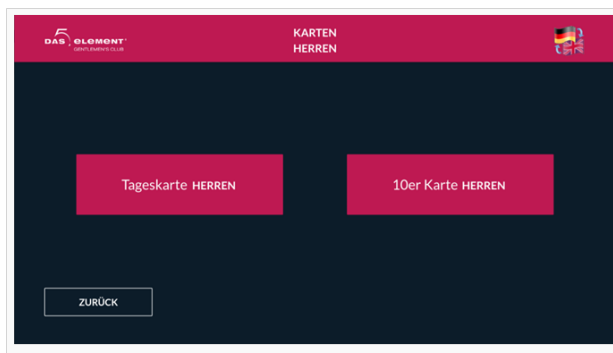 5
DAS ELEMENT
GENTLEMEN'S CLUB
KARTEN
HERREN
Tageskarte HERREN
10er Karte HERREN
ZURÜCK